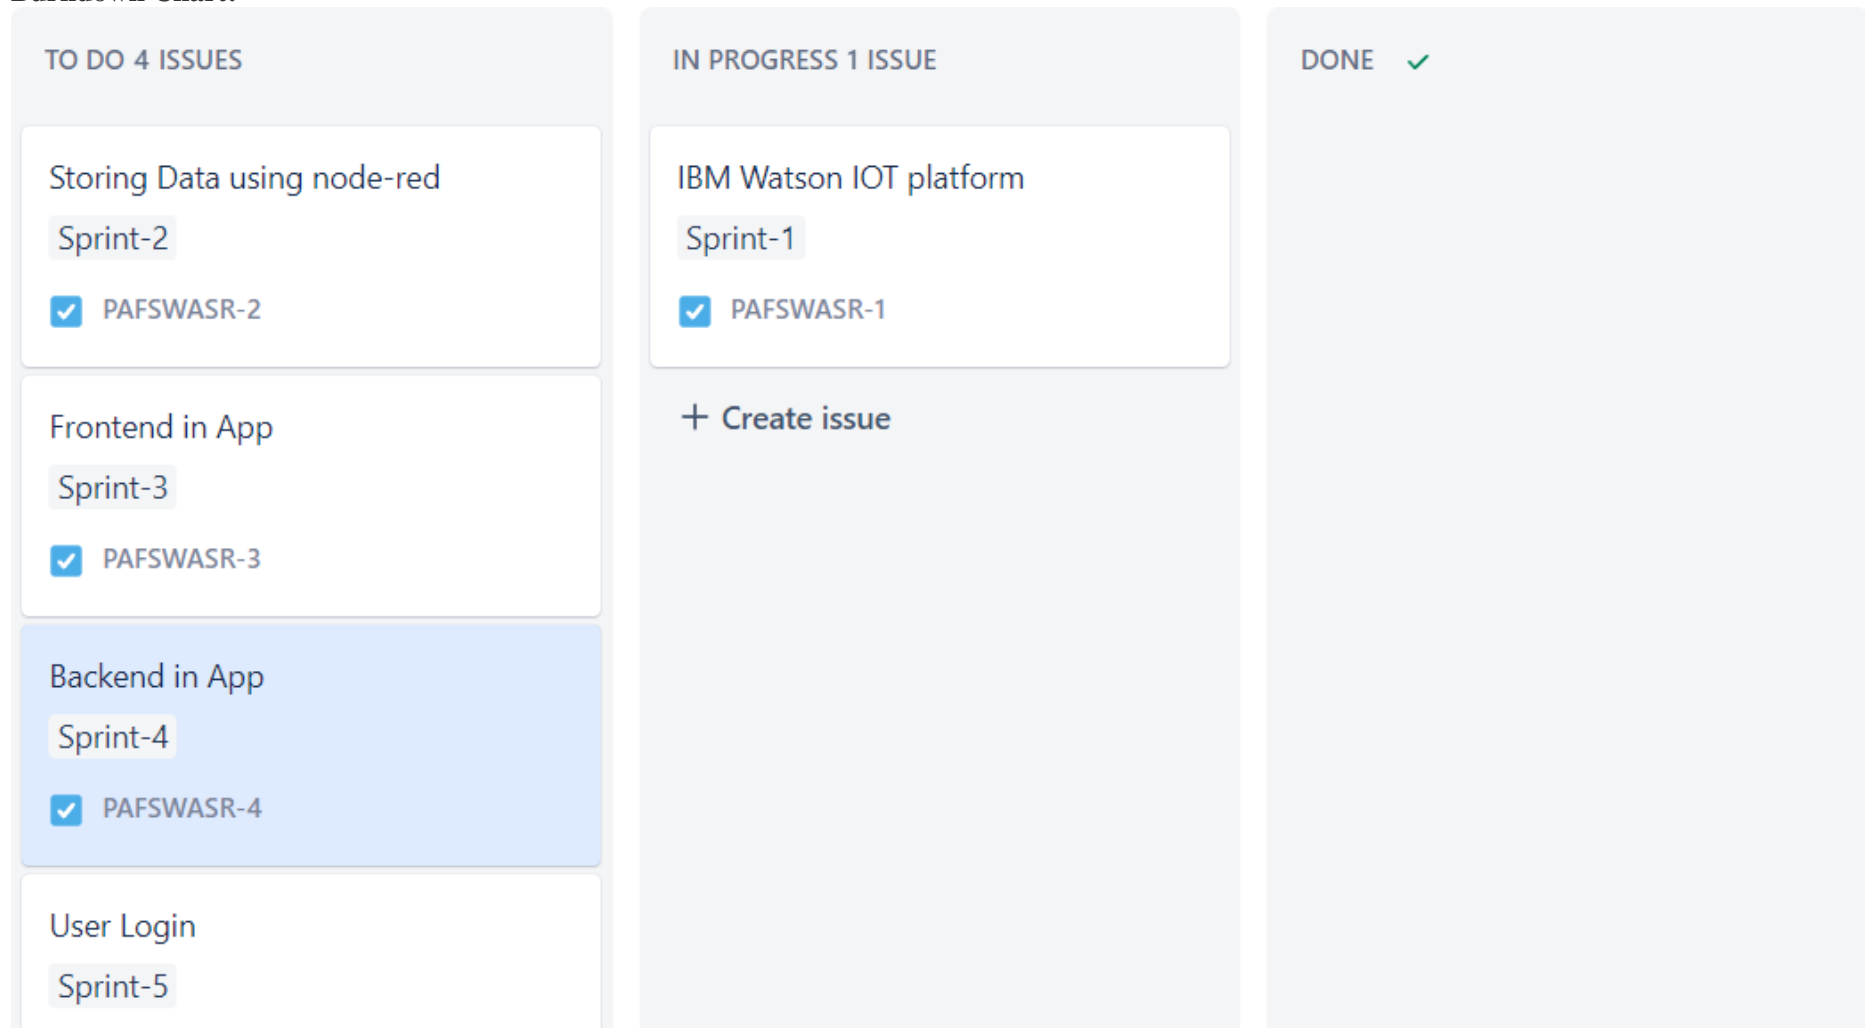 TO DO 4 ISSUES
Storing Data using node-red
Sprint-2
PAFSWASR-2
Frontend in App
Sprint-3
PAFSWASR-3
Backend in App
Sprint-4
PAFSWASR-4
User Login
Sprint-5
IN PROGRESS 1 ISSUE
IBM Watson IOT platform
Sprint-1
PAFSWASR-1
+ Create issue
DONE